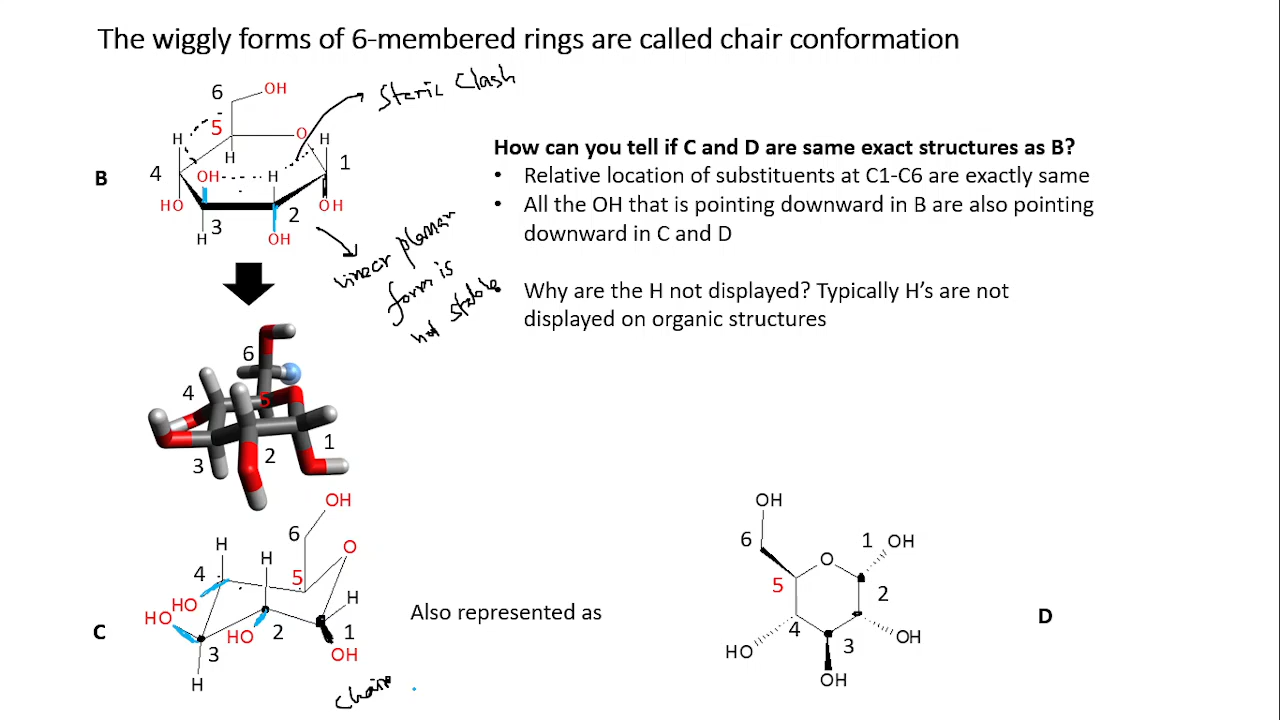 The wiggly forms of 6-membered rings are called chair conformation
6
OH
Steric Clash
5
O
H
H
H
4
1
OH
H
B
HO
OH
3
2
H
OH
linear planar
form is
not stable
How can you tell if C and D are same exact structures as B?
• Relative location of substituents at C1-C6 are exactly same
• All the OH that is pointing downward in B are also pointing
downward in C and D
• Why are the H not displayed? Typically H's are not
displayed on organic structures
6
4
5
1
2
3
OH
6
H
H
O
4
5
H
HO
HO
HO
2
1
C
3
OH
H
chair
Also represented as
OH
6
1
OH
O
5
2
4
OH
HO
3
OH
D